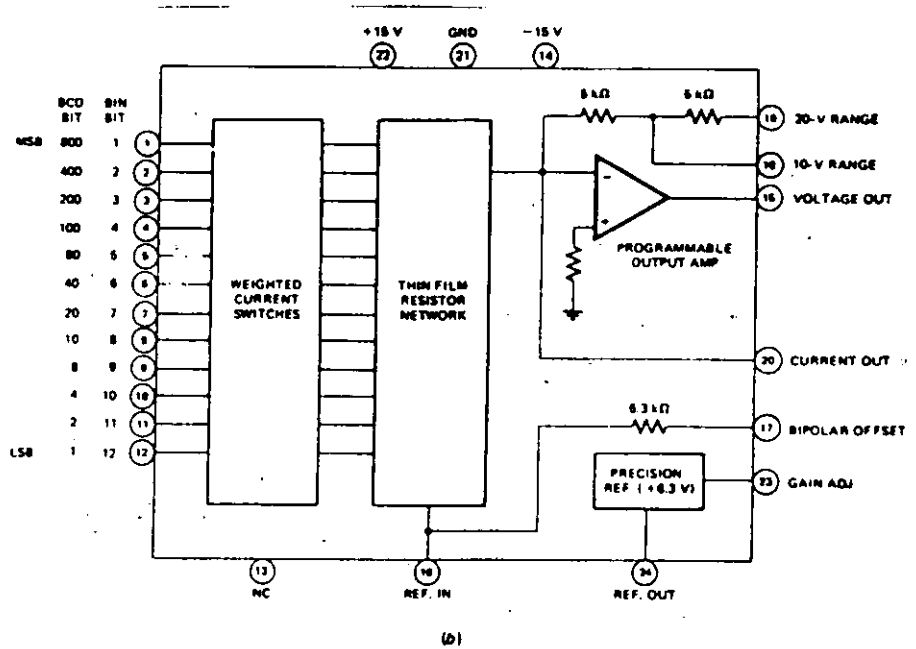 +15 V GND −15 V
22 21 14
BCD BIT BIN BIT
MSB 800 1 1
400 2 2
200 3 3
100 4 4
80 5 5
40 6 6
20 7 7
10 8 8
8 9 9
4 10 10
2 11 11
LSB 1 12 12
WEIGHTED
CURRENT
SWITCHES
THIN FILM
RESISTOR
NETWORK
5 kΩ 5 kΩ
20-V RANGE
10-V RANGE
15 VOLTAGE OUT
−
+
PROGRAMMABLE
OUTPUT AMP
20 CURRENT OUT
6.3 kΩ
17 BIPOLAR OFFSET
PRECISION
REF. (+6.3 V)
23 GAIN ADJ
13
NC
REF. IN
24
REF. OUT
(b)